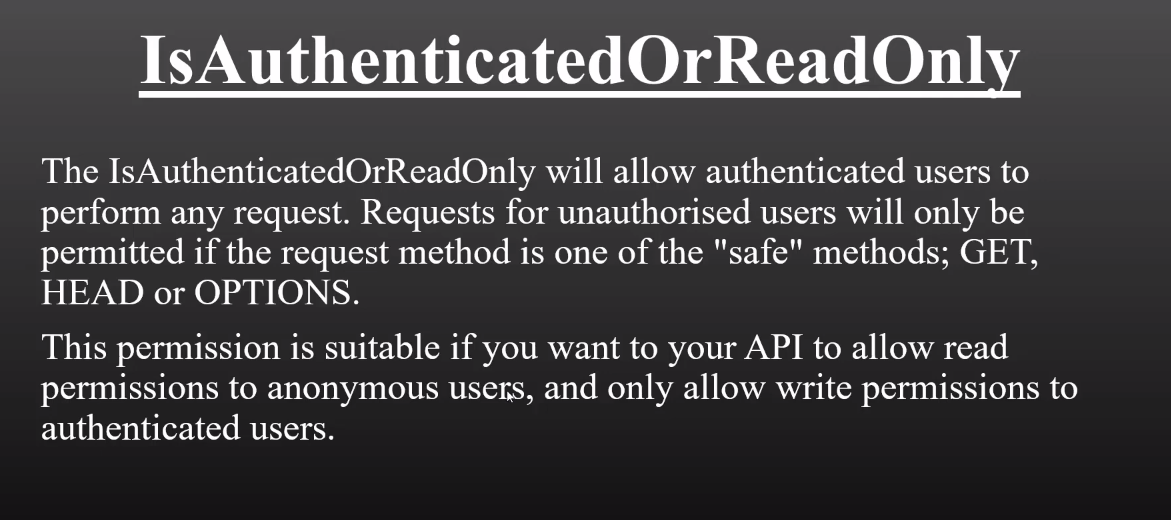 IsAuthenticatedOrReadOnly
The IsAuthenticatedOrReadOnly will allow authenticated users to
perform any request. Requests for unauthorised users will only be
permitted if the request method is one of the "safe" methods; GET,
HEAD or OPTIONS.
This permission is suitable if you want to your API to allow read
permissions to anonymous users, and only allow write permissions to
authenticated users.